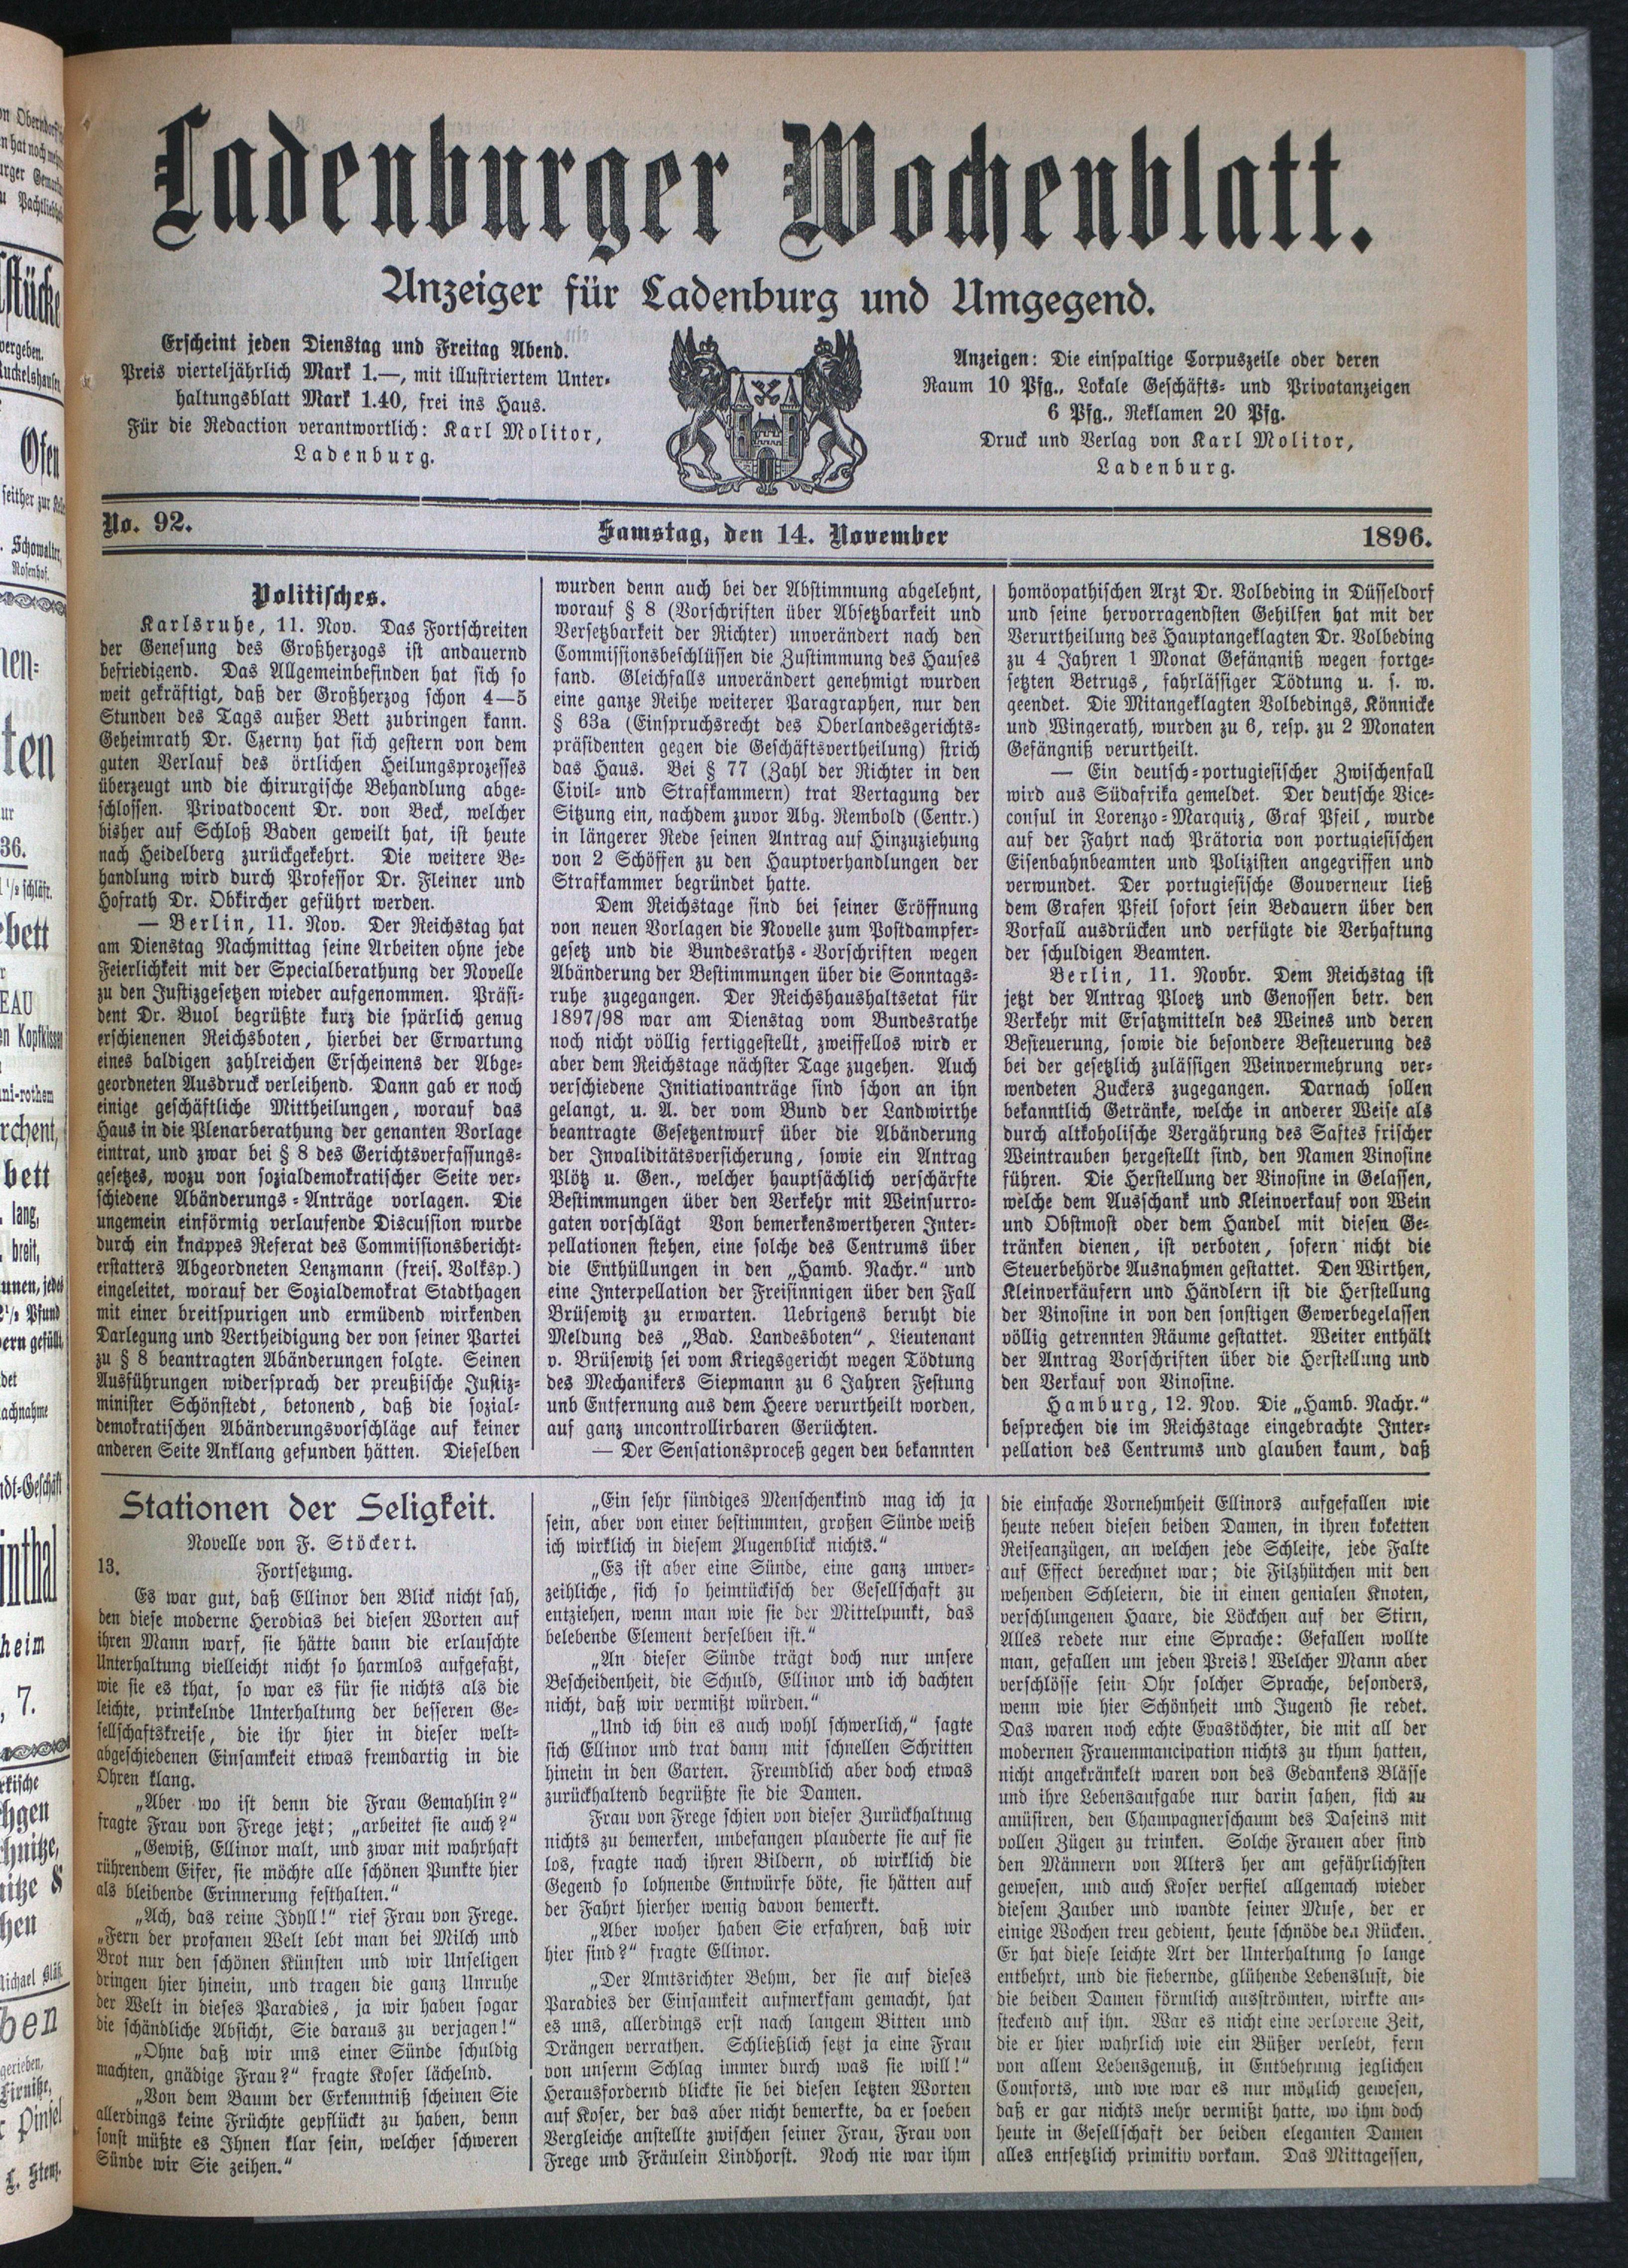 Ladenburger Wochenblatt.
Anzeiger für Ladenburg und Umgegend.
Erscheint jeden Dienstag und Freitag Abend.
Preis vierteljährlich Mark 1.—, mit illustriertem Unter-
haltungsblatt Mark 1.40, frei ins Haus.
Für die Redaction verantwortlich: Karl Molitor,
Ladenburg.
Anzeigen: Die einspaltige Corpuszeile oder deren
Raum 10 Pfg., Lokale Geschäfts- und Privatanzeigen
6 Pfg., Reklamen 20 Pfg.
Druck und Verlag von Karl Molitor,
Ladenburg.
No. 92.
Samstag, den 14. November
1896.
Politisches.
Karlsruhe, 11. Nov. Das Fortschreiten
der Genesung des Großherzogs ist andauernd
befriedigend. Das Allgemeinbefinden hat sich so
weit gekräftigt, daß der Großherzog schon 4—5
Stunden des Tags außer Bett zubringen kann.
Geheimrath Dr. Czerny hat sich gestern von dem
guten Verlauf des örtlichen Heilungsprozesses
überzeugt und die chirurgische Behandlung abge-
schlossen. Privatdocent Dr. von Beck, welcher
bisher auf Schloß Baden geweilt hat, ist heute
nach Heidelberg zurückgekehrt. Die weitere Be-
handlung wird durch Professor Dr. Fleiner und
Hofrath Dr. Obkircher geführt werden.
— Berlin, 11. Nov. Der Reichstag hat
am Dienstag Nachmittag seine Arbeiten ohne jede
Feierlichkeit mit der Specialberathung der Novelle
zu den Justizgesetzen wieder aufgenommen. Präsi-
dent Dr. Buol begrüßte kurz die spärlich genug
erschienenen Reichsboten, hierbei der Erwartung
eines baldigen zahlreichen Erscheinens der Abge-
geordneten Ausdruck verleihend. Dann gab er noch
einige geschäftliche Mittheilungen, worauf das
Haus in die Plenarberathung der genanten Vorlage
eintrat, und zwar bei § 8 des Gerichtsverfassungs-
gesetzes, wozu von sozialdemokratischer Seite ver-
schiedene Abänderungs-Anträge vorlagen. Die
ungemein einförmig verlaufende Discussion wurde
durch ein knappes Referat des Commissionsbericht-
erstatters Abgeordneten Lenzmann (freis. Volksp.)
eingeleitet, worauf der Sozialdemokrat Stadthagen
mit einer breitspurigen und ermüdend wirkenden
Darlegung und Vertheidigung der von seiner Partei
zu § 8 beantragten Abänderungen folgte. Seinen
Ausführungen widersprach der preußische Justiz-
minister Schönstedt, betonend, daß die sozial-
demokratischen Abänderungsvorschläge auf keiner
anderen Seite Anklang gefunden hätten. Dieselben
wurden denn auch bei der Abstimmung abgelehnt,
worauf § 8 (Vorschriften über Absetzbarkeit und
Versetzbarkeit der Richter) unverändert nach den
Commissionsbeschlüssen die Zustimmung des Hauses
fand. Gleichfalls unverändert genehmigt wurden
eine ganze Reihe weiterer Paragraphen, nur den
§ 63a (Einspruchsrecht des Oberlandesgerichts-
präsidenten gegen die Geschäftsvertheilung) strich
das Haus. Bei § 77 (Zahl der Richter in den
Civil- und Strafkammern) trat Vertagung der
Sitzung ein, nachdem zuvor Abg. Rembold (Centr.)
in längerer Rede seinen Antrag auf Hinzuziehung
von 2 Schöffen zu den Hauptverhandlungen der
Strafkammer begründet hatte.
Dem Reichstage sind bei seiner Eröffnung
von neuen Vorlagen die Novelle zum Postdampfer-
gesetz und die Bundesraths-Vorschriften wegen
Abänderung der Bestimmungen über die Sonntags-
ruhe zugegangen. Der Reichshaushaltsetat für
1897/98 war am Dienstag vom Bundesrathe
noch nicht völlig fertiggestellt, zweiffellos wird er
aber dem Reichstage nächster Tage zugehen. Auch
verschiedene Initiativanträge sind schon an ihn
gelangt, u. A. der vom Bund der Landwirthe
beantragte Gesetzentwurf über die Abänderung
der Invaliditätsversicherung, sowie ein Antrag
Plötz u. Gen., welcher hauptsächlich verschärfte
Bestimmungen über den Verkehr mit Weinsurro-
gaten vorschlägt Von bemerkenswertheren Inter-
pellationen stehen, eine solche des Centrums über
die Enthüllungen in den „Hamb. Nachr.“ und
eine Interpellation der Freisinnigen über den Fall
Brüsewitz zu erwarten. Uebrigens beruht die
Meldung des „Bad. Landesboten“, Lieutenant
v. Brüsewitz sei vom Kriegsgericht wegen Tödtung
des Mechanikers Siepmann zu 6 Jahren Festung
unb Entfernung aus dem Heere verurtheilt worden,
auf ganz uncontrollirbaren Gerüchten.
— Der Sensationsproceß gegen den bekannten
homöopathischen Arzt Dr. Volbeding in Düsseldorf
und seine hervorragendsten Gehilfen hat mit der
Verurtheilung des Hauptangeklagten Dr. Volbeding
zu 4 Jahren 1 Monat Gefängniß wegen fortge-
setzten Betrugs, fahrlässiger Tödtung u. s. w.
geendet. Die Mitangeklagten Volbedings, Könnicke
und Wingerath, wurden zu 6, resp. zu 2 Monaten
Gefängniß verurtheilt.
— Ein deutsch-portugiesischer Zwischenfall
wird aus Südafrika gemeldet. Der deutsche Vice-
consul in Lorenzo-Marquiz, Graf Pfeil, wurde
auf der Fahrt nach Prätoria von portugiesischen
Eisenbahnbeamten und Polizisten angegriffen und
verwundet. Der portugiesische Gouverneur ließ
dem Grafen Pfeil sofort sein Bedauern über den
Vorfall ausdrücken und verfügte die Verhaftung
der schuldigen Beamten.
Berlin, 11. Novbr. Dem Reichstag ist
jetzt der Antrag Ploetz und Genossen betr. den
Verkehr mit Ersatzmitteln des Weines und deren
Besteuerung, sowie die besondere Besteuerung des
bei der gesetzlich zulässigen Weinvermehrung ver-
wendeten Zuckers zugegangen. Darnach sollen
bekanntlich Getränke, welche in anderer Weise als
durch altkoholische Vergährung des Saftes frischer
Weintrauben hergestellt sind, den Namen Vinosine
führen. Die Herstellung der Vinosine in Gelassen,
welche dem Ausschank und Kleinverkauf von Wein
und Obstmost oder dem Handel mit diesen Ge-
tränken dienen, ist verboten, sofern nicht die
Steuerbehörde Ausnahmen gestattet. Den Wirthen,
Kleinverkäufern und Händlern ist die Herstellung
der Vinosine in von den sonstigen Gewerbegelassen
völlig getrennten Räume gestattet. Weiter enthält
der Antrag Vorschriften über die Herstellung und
den Verkauf von Vinosine.
Hamburg, 12. Nov. Die „Hamb. Nachr.“
besprechen die im Reichstage eingebrachte Inter-
pellation des Centrums und glauben kaum, daß
Stationen der Seligkeit.
Novelle von F. Stöckert.
13. Fortsetzung.
Es war gut, daß Ellinor den Blick nicht sah,
den diese moderne Herodias bei diesen Worten auf
ihren Mann warf, sie hätte dann die erlauschte
Unterhaltung vielleicht nicht so harmlos aufgefaßt,
wie sie es that, so war es für sie nichts als die
leichte, prinkelnde Unterhaltung der besseren Ge-
sellschaftskreise, die ihr hier in dieser welt-
abgeschiedenen Einsamkeit etwas fremdartig in die
Ohren klang.
„Aber wo ist denn die Frau Gemahlin?“
fragte Frau von Frege jetzt; „arbeitet sie auch?“
„Gewiß, Ellinor malt, und zwar mit wahrhaft
rührendem Eifer, sie möchte alle schönen Punkte hier
als bleibende Erinnerung festhalten.“
„Ach, das reine Idyll!“ rief Frau von Frege.
„Fern der profanen Welt lebt man bei Milch und
Brot nur den schönen Künsten und wir Unseligen
dringen hier hinein, und tragen die ganz Unruhe
der Welt in dieses Paradies, ja wir haben sogar
die schändliche Absicht, Sie daraus zu verjagen!“
„Ohne daß wir uns einer Sünde schuldig
machten, gnädige Frau?“ fragte Koser lächelnd.
„Von dem Baum der Erkenntniß scheinen Sie
allerdings keine Früchte gepflückt zu haben, denn
sonst müßte es Ihnen klar sein, welcher schweren
Sünde wir Sie zeihen.“
„Ein sehr sündiges Menschenkind mag ich ja
sein, aber von einer bestimmten, großen Sünde weiß
ich wirklich in diesem Augenblick nichts.“
„Es ist aber eine Sünde, eine ganz unver-
zeihliche, sich so heimtückisch der Gesellschaft zu
entziehen, wenn man wie sie der Mittelpunkt, das
belebende Element derselben ist.“
„An dieser Sünde trägt doch nur unsere
Bescheidenheit, die Schuld, Ellinor und ich dachten
nicht, daß wir vermißt würden.“
„Und ich bin es auch wohl schwerlich,“ sagte
sich Ellinor und trat dann mit schnellen Schritten
hinein in den Garten. Freundlich aber doch etwas
zurückhaltend begrüßte sie die Damen.
Frau von Frege schien von dieser Zurückhaltung
nichts zu bemerken, unbefangen plauderte sie auf sie
los, fragte nach ihren Bildern, ob wirklich die
Gegend so lohnende Entwürfe böte, sie hätten auf
der Fahrt hierher wenig davon bemerkt.
„Aber woher haben Sie erfahren, daß wir
hier sind?“ fragte Ellinor.
„Der Amtsrichter Behm, der sie auf dieses
Paradies der Einsamkeit aufmerksam gemacht, hat
es uns, allerdings erst nach langem Bitten und
Drängen verrathen. Schließlich setzt ja eine Frau
von unserm Schlag immer durch was sie will!“
Herausfordernd blickte sie bei diesen letzten Worten
auf Koser, der das aber nicht bemerkte, da er soeben
Vergleiche anstellte zwischen seiner Frau, Frau von
Frege und Fräulein Lindhorst. Noch nie war ihm
die einfache Vornehmheit Ellinors aufgefallen wie
heute neben diesen beiden Damen, in ihren koketten
Reiseanzügen, an welchen jede Schleife, jede Falte
auf Effect berechnet war; die Filzhütchen mit den
wehenden Schleiern, die in einen genialen Knoten,
verschlungenen Haare, die Löckchen auf der Stirn,
Alles redete nur eine Sprache: Gefallen wollte
man, gefallen um jeden Preis! Welcher Mann aber
verschlösse sein Ohr solcher Sprache, besonders,
wenn wie hier Schönheit und Jugend sie redet.
Das waren noch echte Evastöchter, die mit all der
modernen Frauenmancipation nichts zu thun hatten,
nicht angekränkelt waren von des Gedankens Blässe
und ihre Lebensaufgabe nur darin sahen, sich zu
amüsiren, den Champagnerschaum des Daseins mit
vollen Zügen zu trinken. Solche Frauen aber sind
den Männern von Alters her am gefährlichsten
gewesen, und auch Koser verfiel allgemach wieder
diesem Zauber und wandte seiner Muse, der er
einige Wochen treu gedient, heute schnöde den Rücken.
Er hat diese leichte Art der Unterhaltung so lange
entbehrt, und die fiebernde, glühende Lebenslust, die
die beiden Damen förmlich ausströmten, wirkte an-
steckend auf ihn. War es nicht eine verlorene Zeit,
die er hier wahrlich wie ein Büßer verlebt, fern
von allem Lebensgenuß, in Entbehrung jeglichen
Comforts, und wie war es nur möglich gewesen,
daß er gar nichts mehr vermißt hatte, wo ihm doch
heute in Gesellschaft der beiden eleganten Damen
alles entsetzlich primitiv vorkam. Das Mittagessen,